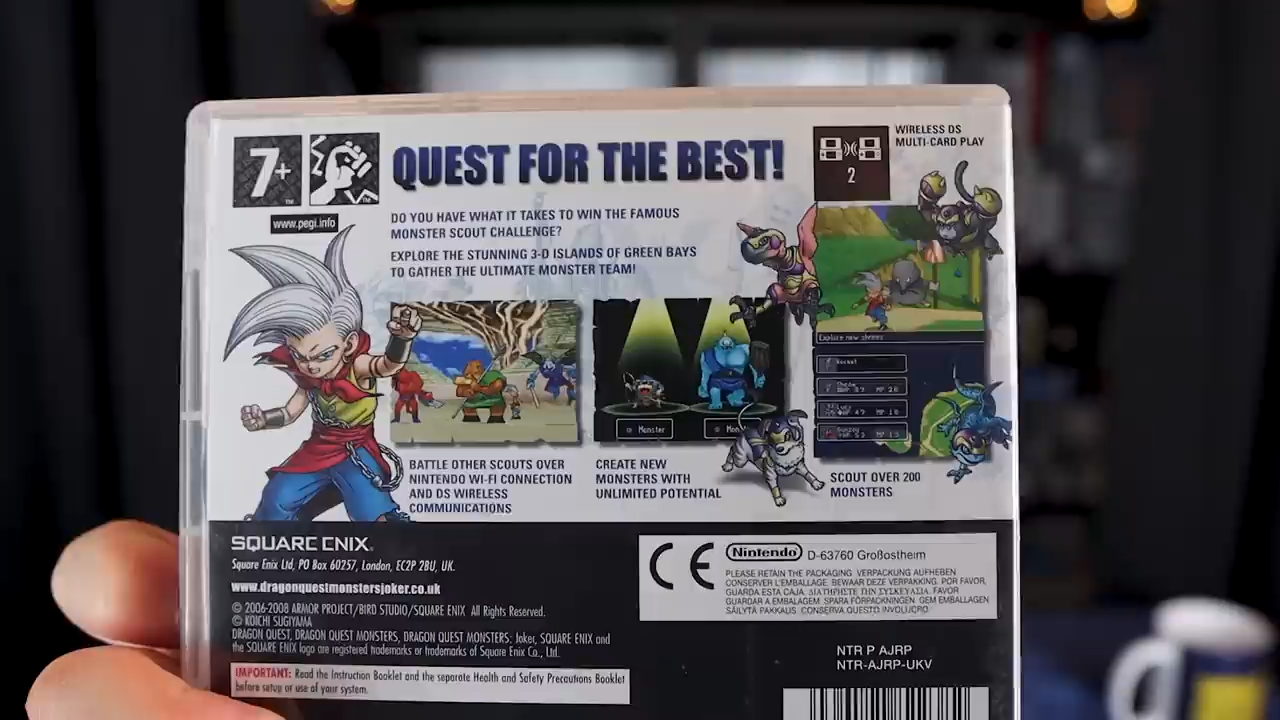 7+
TM
TM
www.pegi.info
QUEST FOR THE BEST!
2
WIRELESS DS
MULTI-CARD PLAY
DO YOU HAVE WHAT IT TAKES TO WIN THE FAMOUS
MONSTER SCOUT CHALLENGE?
EXPLORE THE STUNNING 3-D ISLANDS OF GREEN BAYS
TO GATHER THE ULTIMATE MONSTER TEAM!
Explore new shrines
Rocket
Monster
BATTLE OTHER SCOUTS OVER
NINTENDO WI-FI CONNECTION
AND DS WIRELESS
COMMUNICATIONS
CREATE NEW
MONSTERS WITH
UNLIMITED POTENTIAL
SCOUT OVER 200
MONSTERS
SQUARE ENIX.
Square Enix Ltd, PO Box 60257, London, EC2P 2BU, UK.
www.dragonquestmonstersjoker.co.uk
© 2006-2008 ARMOR PROJECT/BIRD STUDIO/SQUARE ENIX All Rights Reserved.
© KOICHI SUGIYAMA
DRAGON QUEST, DRAGON QUEST MONSTERS, DRAGON QUEST MONSTERS: Joker, SQUARE ENIX and
the SQUARE ENIX logo are registered trademarks or trademarks of Square Enix Co., Ltd.
IMPORTANT: Read the Instruction Booklet and the separate Health and Safety Precautions Booklet
before setup or use of your system.
CE
Nintendo D-63760 Großostheim
PLEASE RETAIN THE PACKAGING VERPACKUNG AUFHEBEN
CONSERVER L'EMBALLAGE. BEWAAR DEZE VERPAKKING. POR FAVOR,
GUARDA ESTA CAJA. ΔΙΑΤΗΡΗΣΤΕ ΤΗΝ ΣΥΣΚΕΥΑΣΙΑ. FAVOR
GUARDAR A EMBALAGEM. SPARA FÖRPACKNINGEN. GEM EMBALLAGEN
SÄILYTÄ PAKKAUS. CONSERVA QUESTO INVOLUCRO
NTR P AJRP
NTR-AJRP-UKV